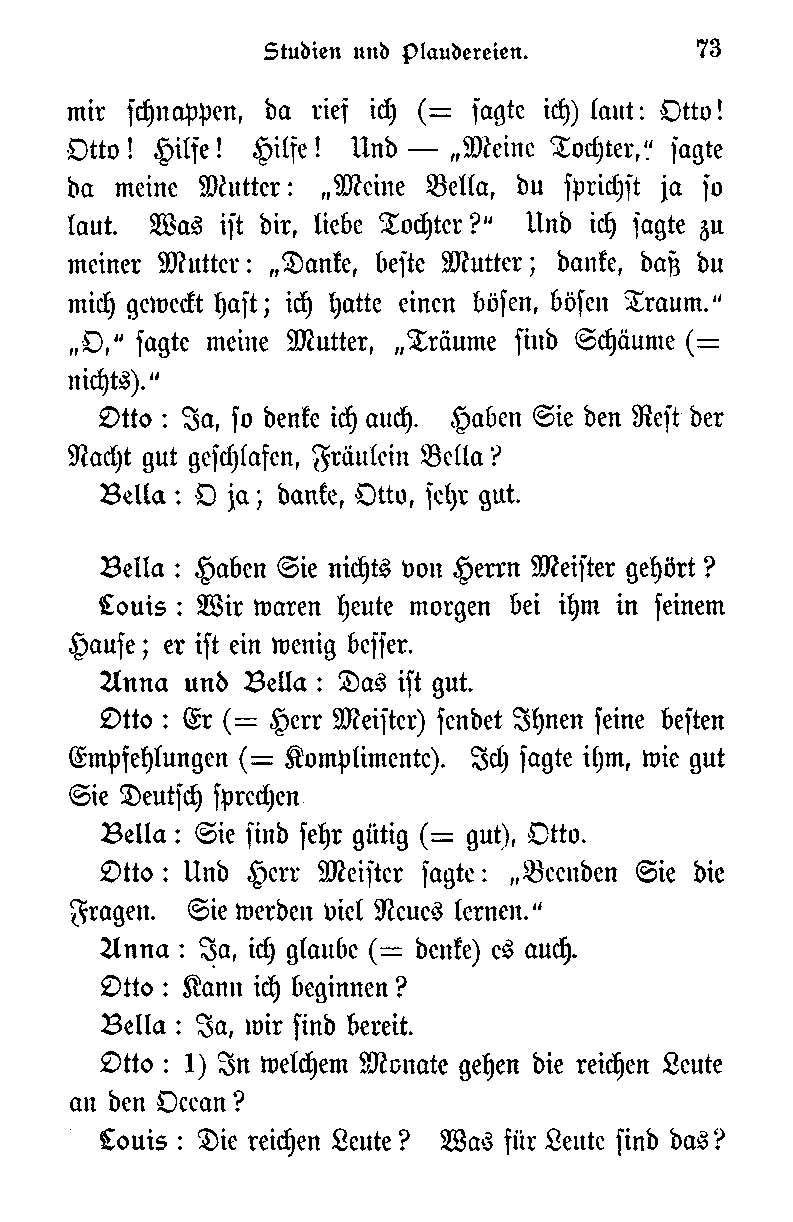 Studien und Plaudereien. 73
mir schnappen, da rief ich (= sagte ich) laut: Otto!
Otto! Hilfe! Hilfe! Und — „Meine Tochter,“ sagte
da meine Mutter: „Meine Bella, du sprichst ja so
laut. Was ist dir, liebe Tochter?“ Und ich sagte zu
meiner Mutter: „Danke, beste Mutter; danke, daß du
mich geweckt hast; ich hatte einen bösen, bösen Traum.“
„O,“ sagte meine Mutter, „Träume sind Schäume (=
nichts).“
Otto: Ja, so denke ich auch. Haben Sie den Rest der
Nacht gut geschlafen, Fräulein Bella?
Bella: O ja; danke, Otto, sehr gut.
Bella: Haben Sie nichts von Herrn Meister gehört?
Louis: Wir waren heute morgen bei ihm in seinem
Hause; er ist ein wenig besser.
Anna und Bella: Das ist gut.
Otto: Er (= Herr Meister) sendet Ihnen seine besten
Empfehlungen (= Komplimente). Ich sagte ihm, wie gut
Sie Deutsch sprechen.
Bella: Sie sind sehr gütig (= gut), Otto.
Otto: Und Herr Meister sagte: „Beenden Sie die
Fragen. Sie werden viel Neues lernen.“
Anna: Ja, ich glaube (= denke) es auch.
Otto: Kann ich beginnen?
Bella: Ja, wir sind bereit.
Otto: 1) In welchem Monate gehen die reichen Leute
an den Ocean?
Louis: Die reichen Leute? Was für Leute sind das?